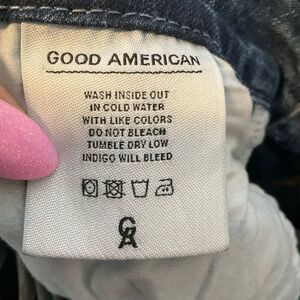 GOOD AMERICAN
WASH INSIDE OUT
IN COLD WATER
WITH LIKE COLORS
DO NOT BLEACH
TUMBLE DRY LOW
INDIGO WILL BLEED
GA